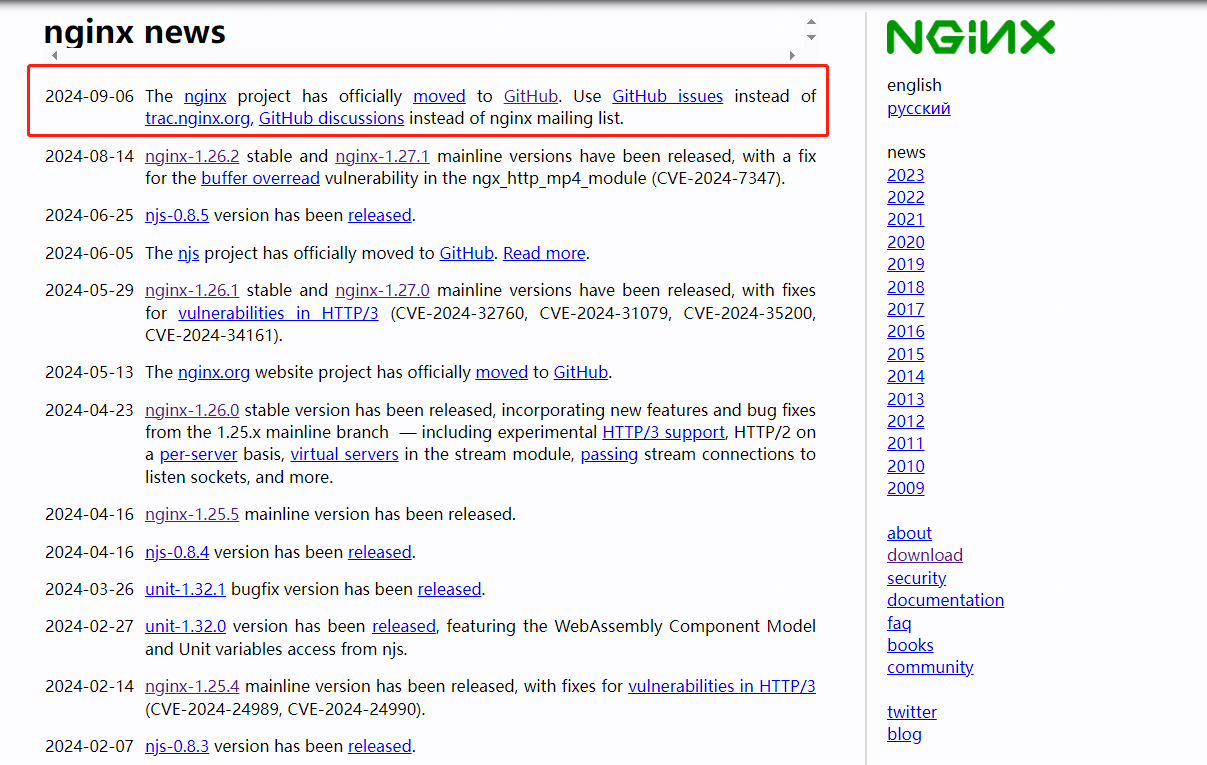 nginx news
2024-09-06 The nginx project has officially moved to GitHub. Use GitHub issues instead of
trac.nginx.org, GitHub discussions instead of nginx mailing list.
2024-08-14 nginx-1.26.2 stable and nginx-1.27.1 mainline versions have been released, with a fix
for the buffer overread vulnerability in the ngx_http_mp4_module (CVE-2024-7347).
2024-06-25 njs-0.8.5 version has been released.
2024-06-05 The njs project has officially moved to GitHub. Read more.
2024-05-29 nginx-1.26.1 stable and nginx-1.27.0 mainline versions have been released, with fixes
for vulnerabilities in HTTP/3 (CVE-2024-32760, CVE-2024-31079, CVE-2024-35200,
CVE-2024-34161).
2024-05-13 The nginx.org website project has officially moved to GitHub.
2024-04-23 nginx-1.26.0 stable version has been released, incorporating new features and bug fixes
from the 1.25.x mainline branch — including experimental HTTP/3 support, HTTP/2 on
a per-server basis, virtual servers in the stream module, passing stream connections to
listen sockets, and more.
2024-04-16 nginx-1.25.5 mainline version has been released.
2024-04-16 njs-0.8.4 version has been released.
2024-03-26 unit-1.32.1 bugfix version has been released.
2024-02-27 unit-1.32.0 version has been released, featuring the WebAssembly Component Model
and Unit variables access from njs.
2024-02-14 nginx-1.25.4 mainline version has been released, with fixes for vulnerabilities in HTTP/3
(CVE-2024-24989, CVE-2024-24990).
2024-02-07 njs-0.8.3 version has been released.
NGINX
english
русский
news
2023
2022
2021
2020
2019
2018
2017
2016
2015
2014
2013
2012
2011
2010
2009
about
download
security
documentation
faq
books
community
twitter
blog